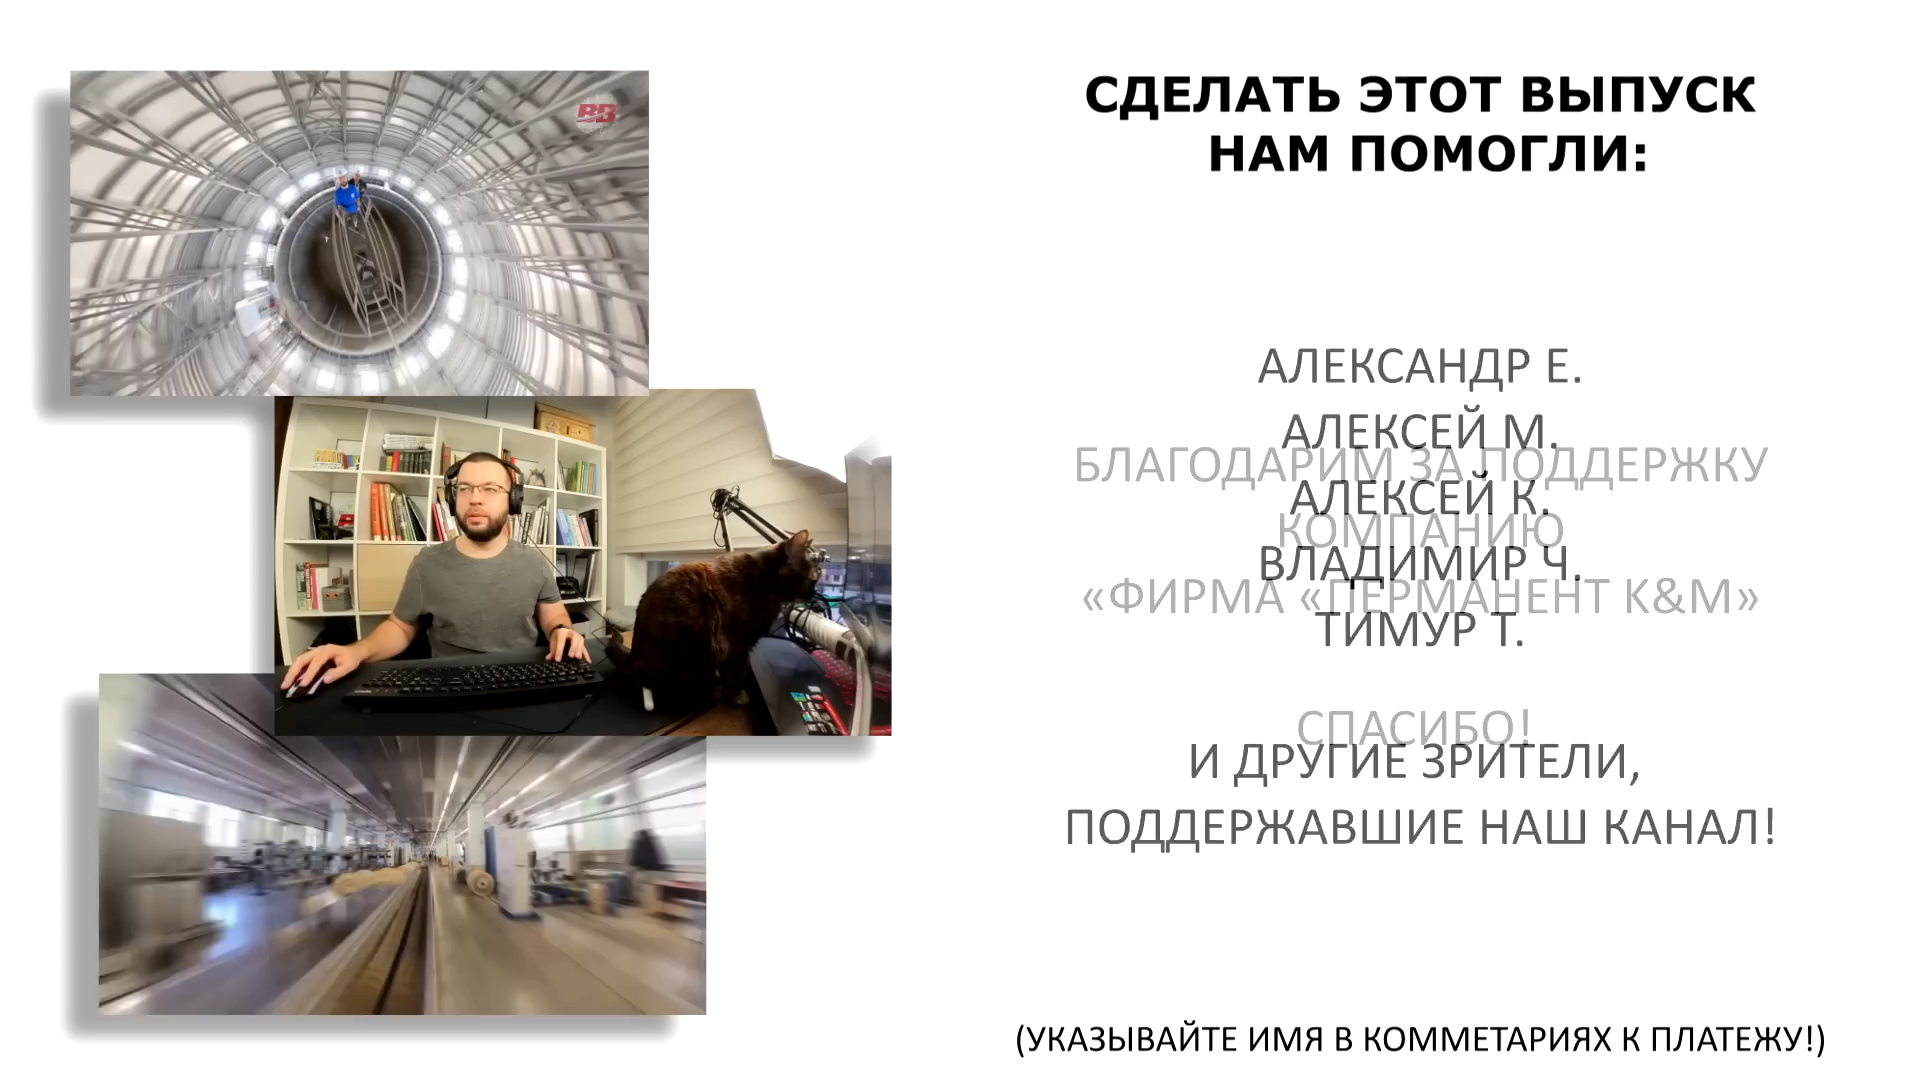 СДЕЛАТЬ ЭТОТ ВЫПУСК
НАМ ПОМОГЛИ:
АЛЕКСАНДР Е.
АЛЕКСЕЙ М.
БЛАГОДАРИМ ЗА ПОДДЕРЖКУ
АЛЕКСЕЙ К.
КОМПАНИЮ
ВЛАДИМИР Ч.
«ФИРМА «ПЕРМАНЕНТ К&М»
ТИМУР Т.
СПАСИБО!
И ДРУГИЕ ЗРИТЕЛИ,
ПОДДЕРЖАВШИЕ НАШ КАНАЛ!
(УКАЗЫВАЙТЕ ИМЯ В КОММЕТАРИЯХ К ПЛАТЕЖУ!)